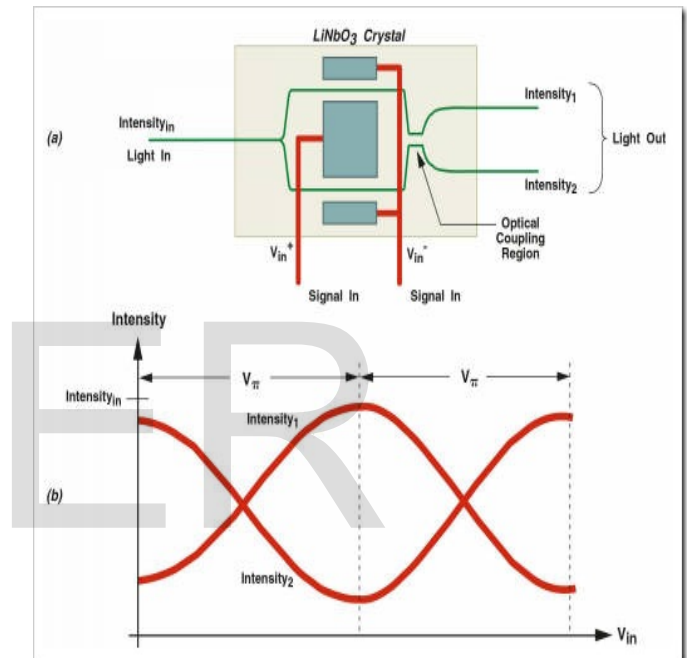 LiNbO₃ Crystal
(a)
Intensityᵢₙ
Light In
Intensity₁
Light Out
Intensity₂
Optical
Coupling
Region
Vᵢₙ⁺
Vᵢₙ⁻
Signal In
Signal In
ER
Intensity
Vπ
Vπ
Intensityᵢₙ
Intensity₁
(b)
Intensity₂
Vᵢₙ